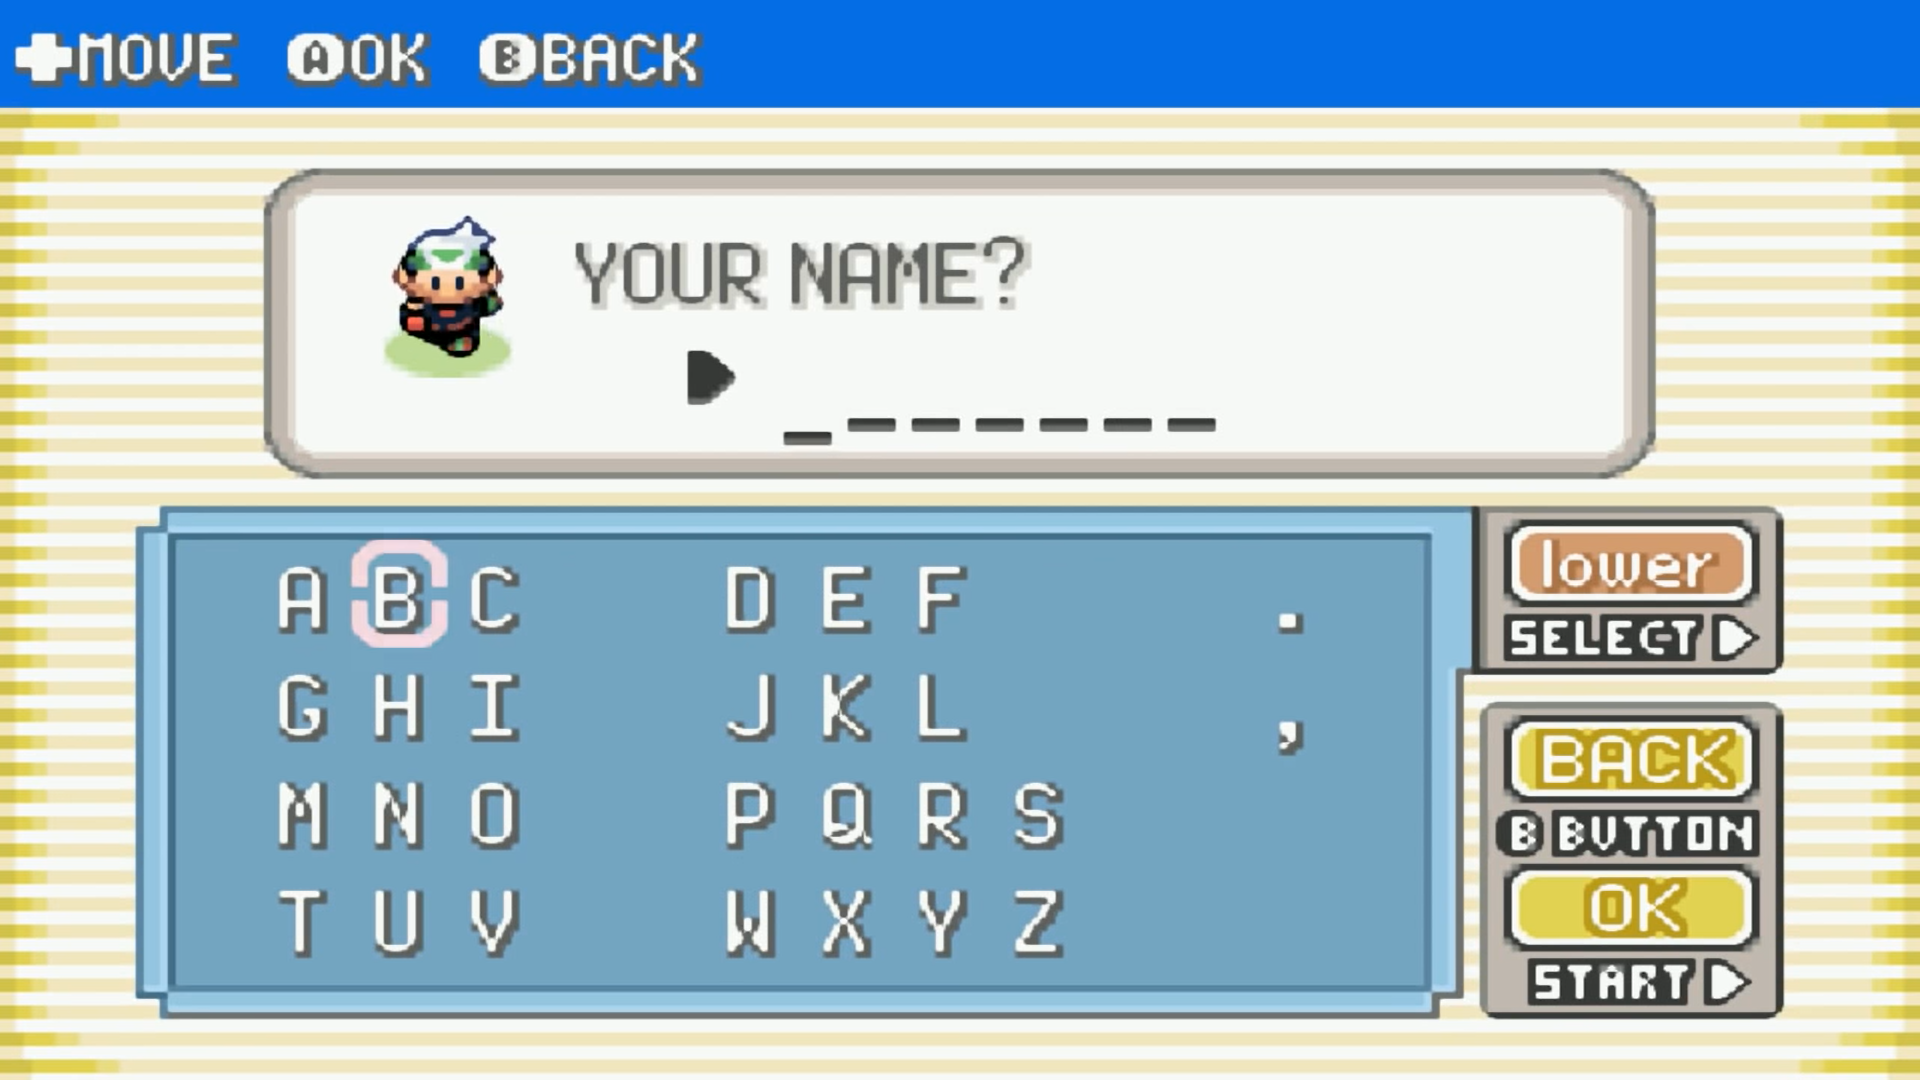 MOVE A OK B BACK
YOUR NAME?
A B C D E F .
G H I J K L ,
M N O P Q R S
T U V W X Y Z
lower
SELECT
BACK
B BUTTON
OK
START